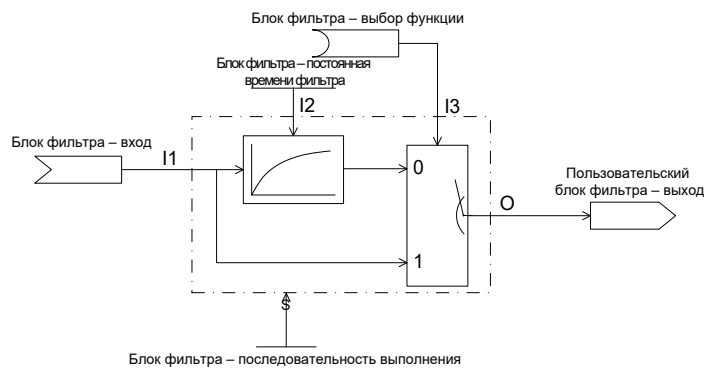 Блок фильтра – выбор функции
Блок фильтра – постоянная
времени фильтра
I2
I3
Блок фильтра – вход
I1
0
Пользовательский
блок фильтра – выход
O
1
S
Блок фильтра – последовательность выполнения